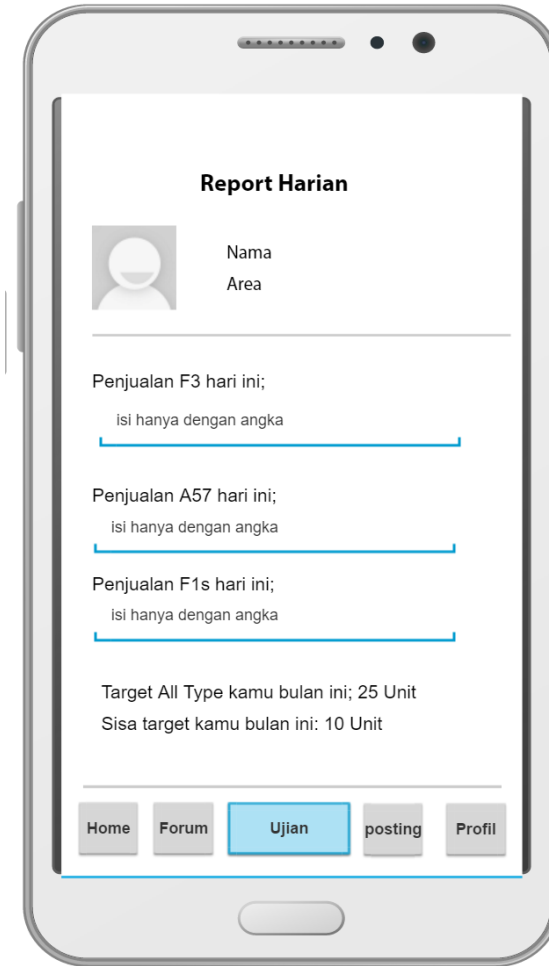 Report Harian
Nama
Area
Penjualan F3 hari ini;
isi hanya dengan angka
Penjualan A57 hari ini;
isi hanya dengan angka
Penjualan F1s hari ini;
isi hanya dengan angka
Target All Type kamu bulan ini; 25 Unit
Sisa target kamu bulan ini: 10 Unit
Home Forum Ujian posting Profil